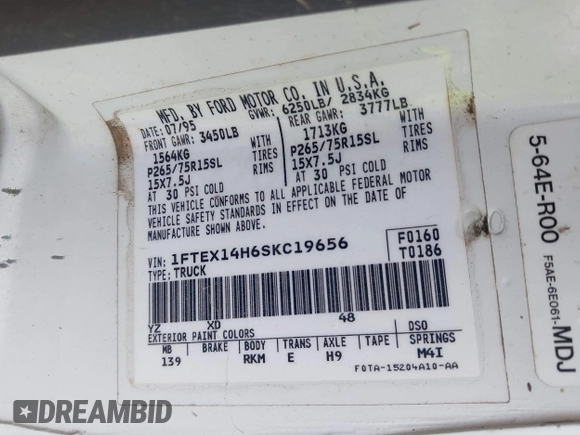 MFD. BY FORD MOTOR CO. IN U.S.A.
DATE: 07/95 GVWR: 6250LB/ 2834KG
FRONT GAWR: 3450LB REAR GAWR: 3777LB
1564KG WITH 1713KG WITH
P265/75R15SL TIRES P265/75R15SL TIRES
15X7.5J RIMS 15X7.5J RIMS
AT 30 PSI COLD AT 30 PSI COLD
THIS VEHICLE CONFORMS TO ALL APPLICABLE FEDERAL MOTOR
VEHICLE SAFETY STANDARDS IN EFFECT ON THE DATE OF
MANUFACTURE SHOWN ABOVE.
VIN: 1FTEX14H6SKC19656 F0160
TYPE: TRUCK T0186
YZ XD 48
EXTERIOR PAINT COLORS DSO
WB BRAKE BODY TRANS AXLE TAPE SPRINGS
139 RKM E H9 M4I
F0TA-15204A10-AA
5-64E-R00
F5AE-6E061-MDJ
DREAMBID